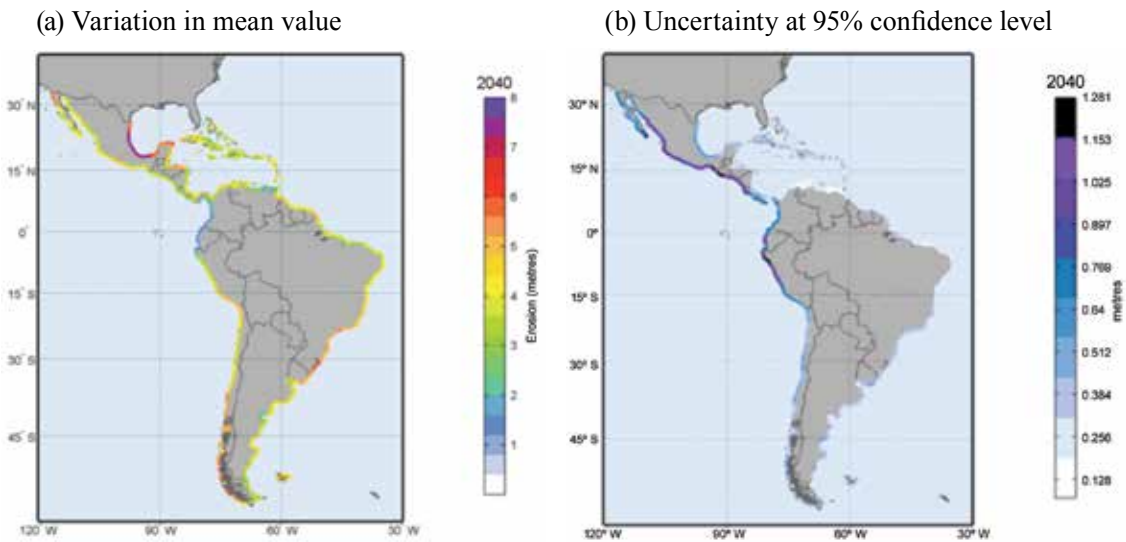 (a) Variation in mean value
(b) Uncertainty at 95% confidence level
2040
8
7
6
5
4
3
2
1
Erosion (metres)
30° N
15° N
0°
15° S
30° S
45° S
120° W
90° W
60° W
30° W
2040
1.281
1.153
1.025
0.897
0.769
0.64
0.512
0.384
0.256
0.128
metres
30° N
15° N
0°
15° S
30° S
45° S
120° W
90° W
60° W
30° W